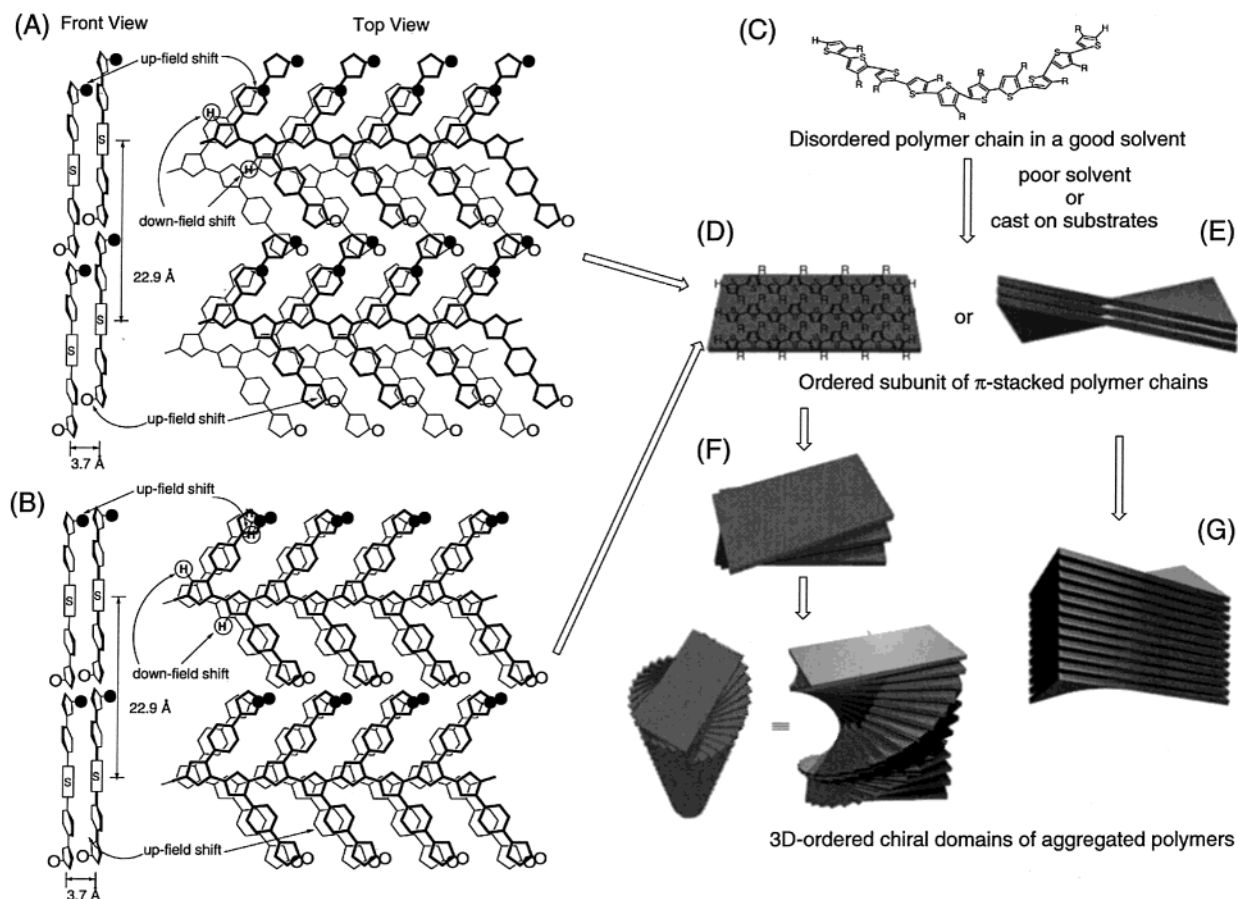 (A) Front View Top View
up-field shift
H
H
down-field shift
22.9 Å
S
S
S
S
up-field shift
3.7 Å
(B)
up-field shift
H
H
H
H
down-field shift
22.9 Å
S
S
S
S
up-field shift
3.7 Å
(C)
Disordered polymer chain in a good solvent
poor solvent
or
cast on substrates
(D)
(E)
or
Ordered subunit of π-stacked polymer chains
(F)
(G)
=
3D-ordered chiral domains of aggregated polymers